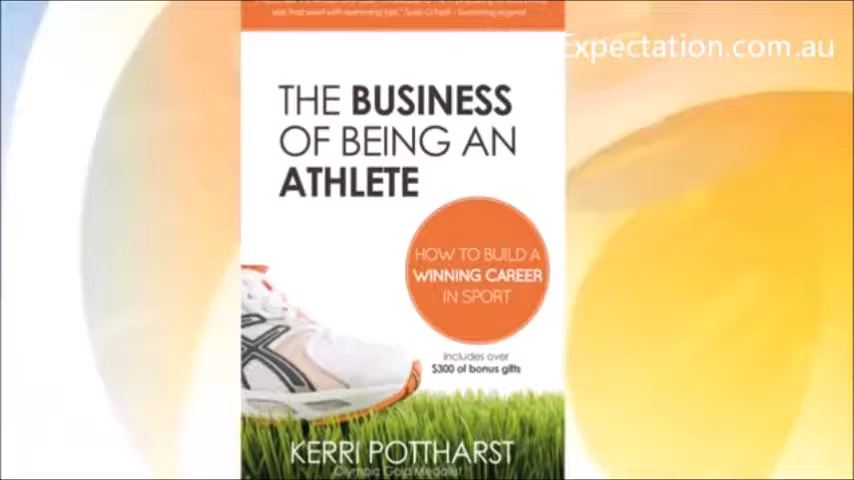 Expectation.com.au
THE BUSINESS
OF BEING AN
ATHLETE
HOW TO BUILD A
WINNING CAREER
IN SPORT
Includes over
$300 of bonus gifts
KERRI POTTHARST
Olympic Gold Medalist